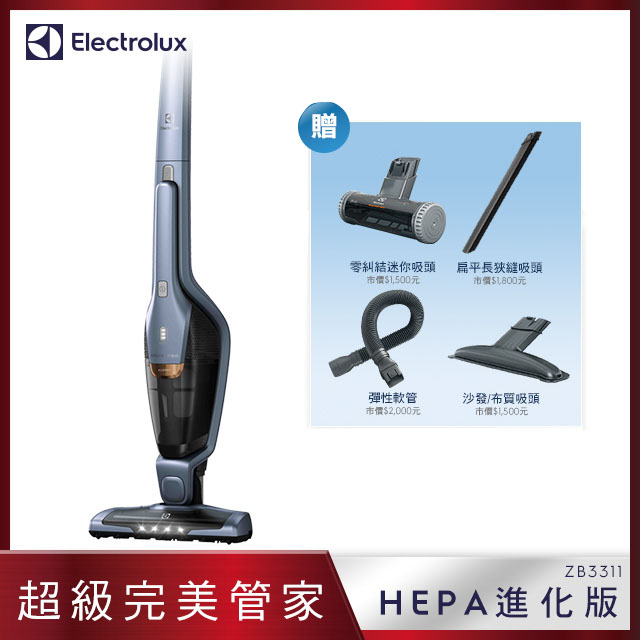 Electrolux
贈
零糾結迷你吸頭
市價$1,500元
扁平長狹縫吸頭
市價$1,800元
彈性軟管
市價$2,000元
沙發/布質吸頭
市價$1,500元
ZB3311
超級完美管家
HEPA進化版